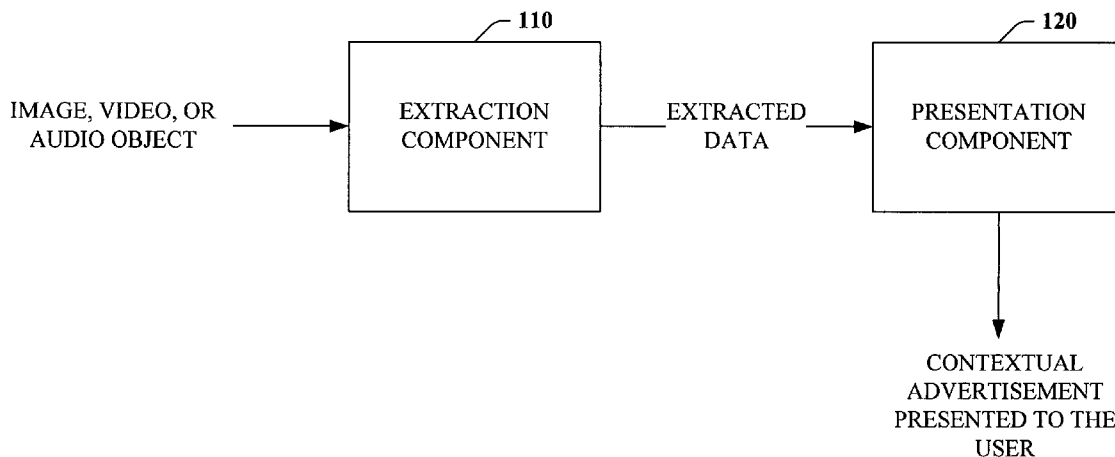 110
120
IMAGE, VIDEO, OR
AUDIO OBJECT
EXTRACTION
COMPONENT
EXTRACTED
DATA
PRESENTATION
COMPONENT
CONTEXTUAL
ADVERTISEMENT
PRESENTED TO THE
USER